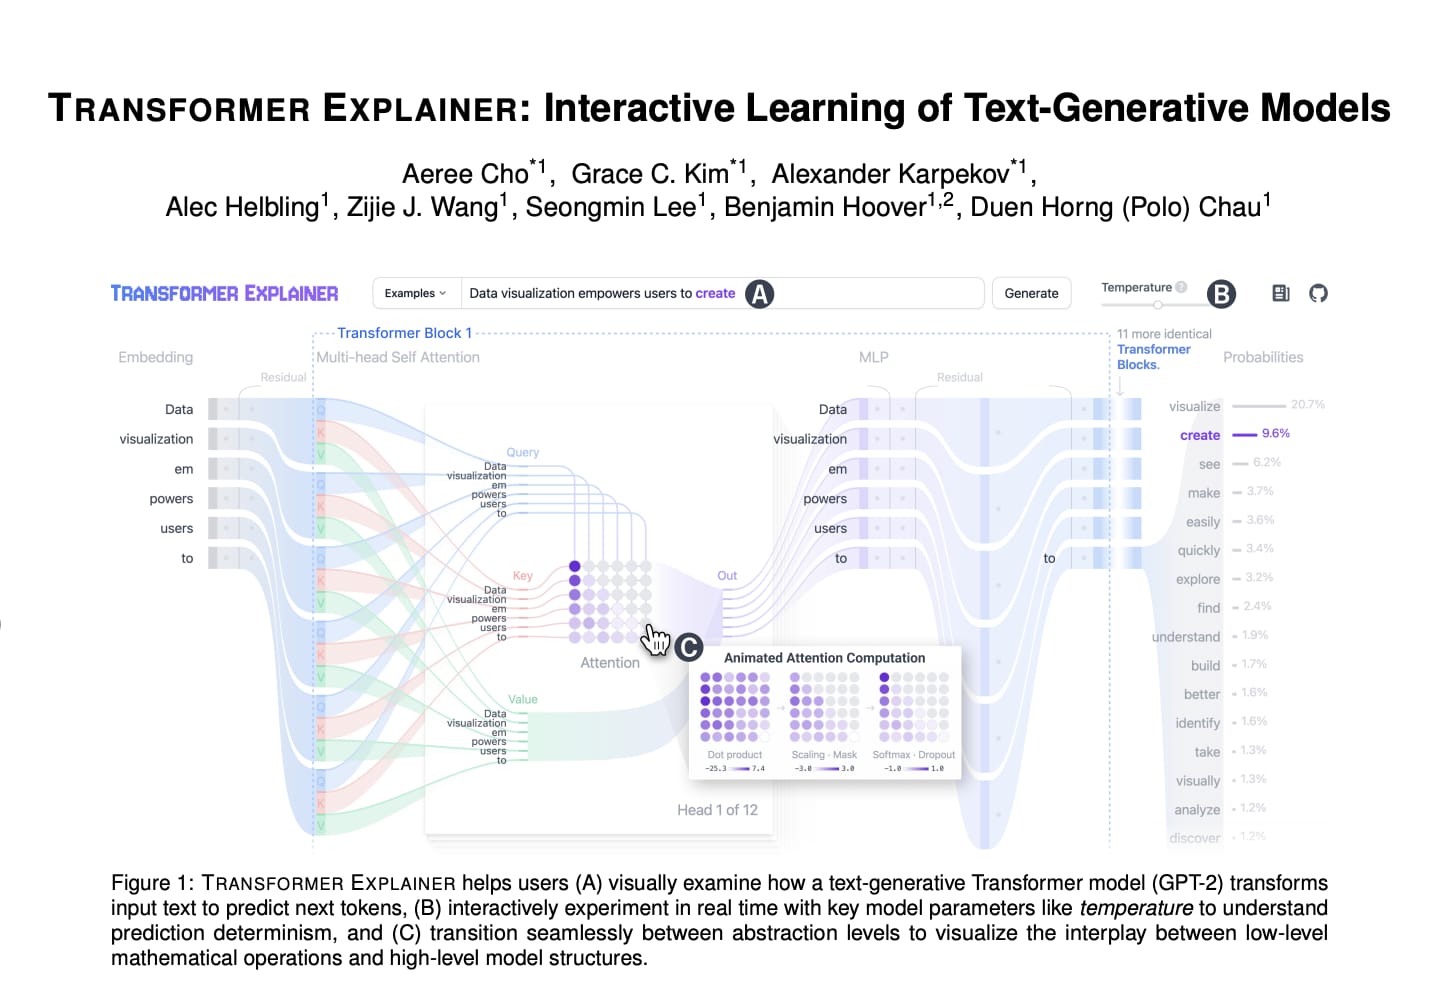 TRANSFORMER EXPLAINER: Interactive Learning of Text-Generative Models
Aeree Cho*1, Grace C. Kim*1, Alexander Karpekov*1,
Alec Helbling1, Zijie J. Wang1, Seongmin Lee1, Benjamin Hoover1,2, Duen Horng (Polo) Chau1
TRANSFORMER EXPLAINER
Examples
Data visualization empowers users to create
A
Generate
Temperature ?
B
Transformer Block 1
11 more identical
Transformer
Blocks.
Embedding
Multi-head Self Attention
MLP
Probabilities
Residual
Residual
Data
visualization
em
powers
users
to
Q
K
V
Q
K
V
Q
K
V
Q
K
V
Q
K
V
Q
K
V
Query
Data
visualization
em
powers
users
to
Key
Data
visualization
em
powers
users
to
Attention
C
Value
Data
visualization
em
powers
users
to
Out
Head 1 of 12
Animated Attention Computation
Dot product
-25.3 7.4
Scaling · Mask
-3.0 3.0
Softmax · Dropout
-1.0 1.0
Data
visualization
em
powers
users
to
to
visualize 20.7%
create 9.6%
see 6.2%
make 3.7%
easily 3.6%
quickly 3.4%
explore 3.2%
find 2.4%
understand 1.9%
build 1.7%
better 1.6%
identify 1.6%
take 1.3%
visually 1.3%
analyze 1.2%
discover 1.2%
Figure 1: TRANSFORMER EXPLAINER helps users (A) visually examine how a text-generative Transformer model (GPT-2) transforms
input text to predict next tokens, (B) interactively experiment in real time with key model parameters like temperature to understand
prediction determinism, and (C) transition seamlessly between abstraction levels to visualize the interplay between low-level
mathematical operations and high-level model structures.